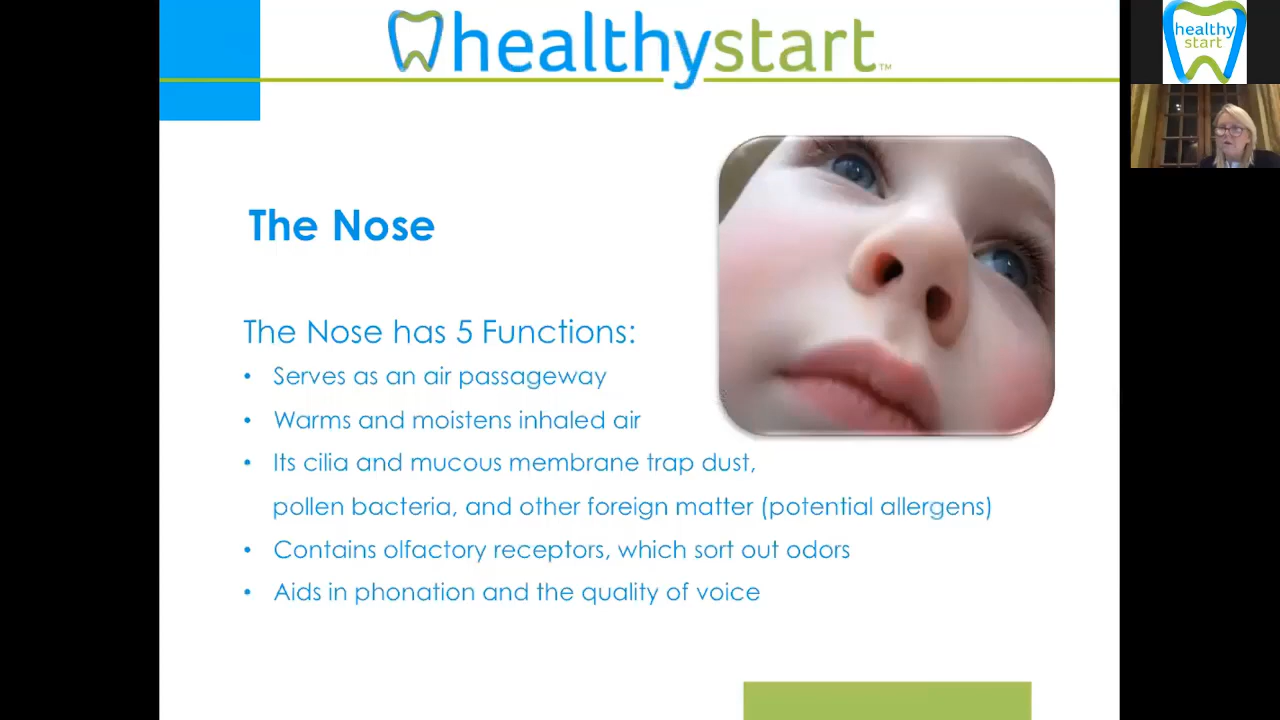 healthystart™
healthy
start
The Nose
The Nose has 5 Functions:
• Serves as an air passageway
• Warms and moistens inhaled air
• Its cilia and mucous membrane trap dust,
pollen bacteria, and other foreign matter (potential allergens)
• Contains olfactory receptors, which sort out odors
• Aids in phonation and the quality of voice